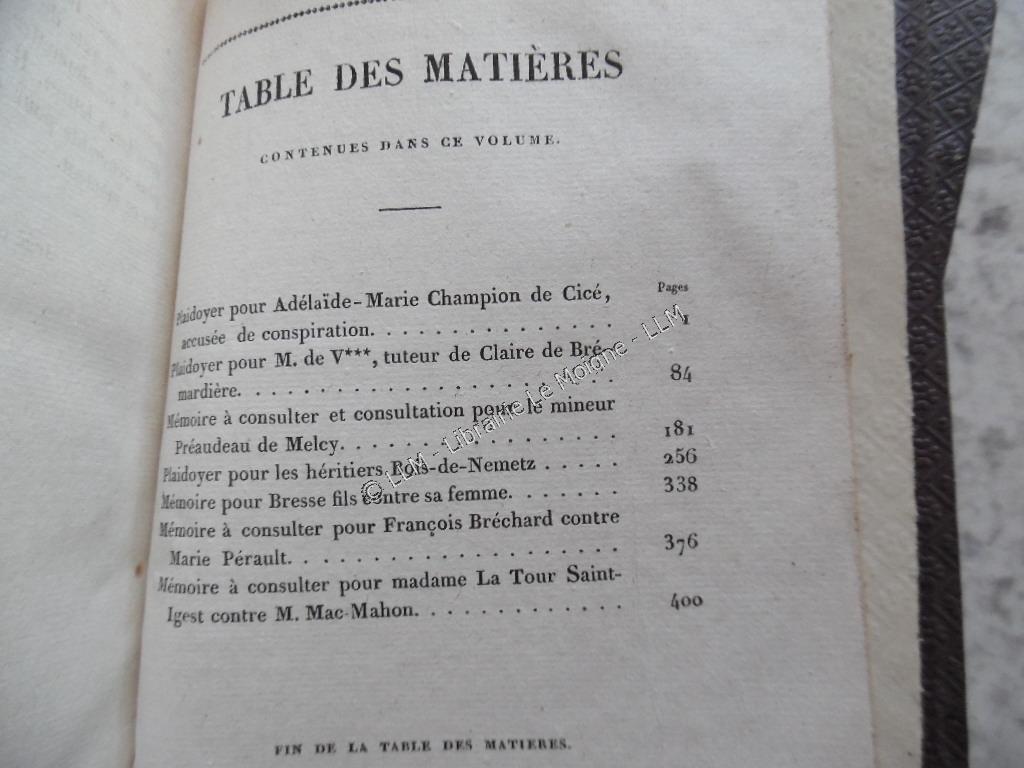 TABLE DES MATIÈRES
CONTENUES DANS CE VOLUME.
Pages
Plaidoyer pour Adélaïde-Marie Champion de Cicé,
accusée de conspiration. . . . . . . . . . . . . . 1
Plaidoyer pour M. de V***, tuteur de Claire de Bré-
mardière. . . . . . . . . . . . . . . . . . . . . . 84
Mémoire à consulter et consultation pour le mineur
Préaudeau de Melcy. . . . . . . . . . . . . . . . 181
Plaidoyer pour les héritiers Rois-de-Nemetz . . . . . 256
Mémoire pour Bresse fils contre sa femme. . . . . . . 338
Mémoire à consulter pour François Bréchard contre
Marie Pérault. . . . . . . . . . . . . . . . . . . 376
Mémoire à consulter pour madame La Tour Saint-
Igest contre M. Mac-Mahon. . . . . . . . . . . . 400
FIN DE LA TABLE DES MATIERES.
© LLM - Librairie Le Moigne - LLM